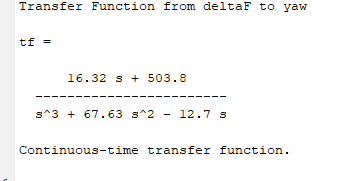 Transfer Function from deltaF to yaw
tf =
16.32 s + 503.8
------------------------
s^3 + 67.63 s^2 - 12.7 s
Continuous-time transfer function.